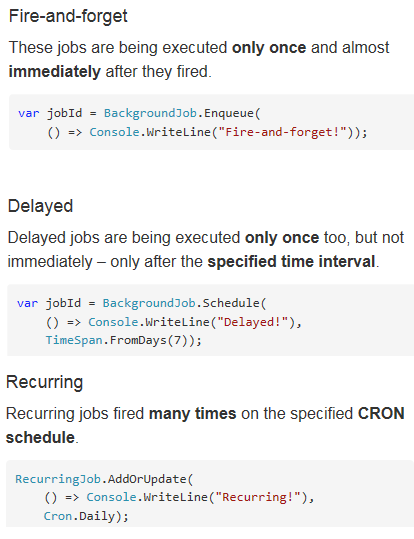 Fire-and-forget
These jobs are being executed only once and almost
immediately after they fired.
var jobId = BackgroundJob.Enqueue(
    () => Console.WriteLine("Fire-and-forget!"));
Delayed
Delayed jobs are being executed only once too, but not
immediately – only after the specified time interval.
var jobId = BackgroundJob.Schedule(
    () => Console.WriteLine("Delayed!"),
    TimeSpan.FromDays(7));
Recurring
Recurring jobs fired many times on the specified CRON
schedule.
RecurringJob.AddOrUpdate(
    () => Console.WriteLine("Recurring!"),
    Cron.Daily);